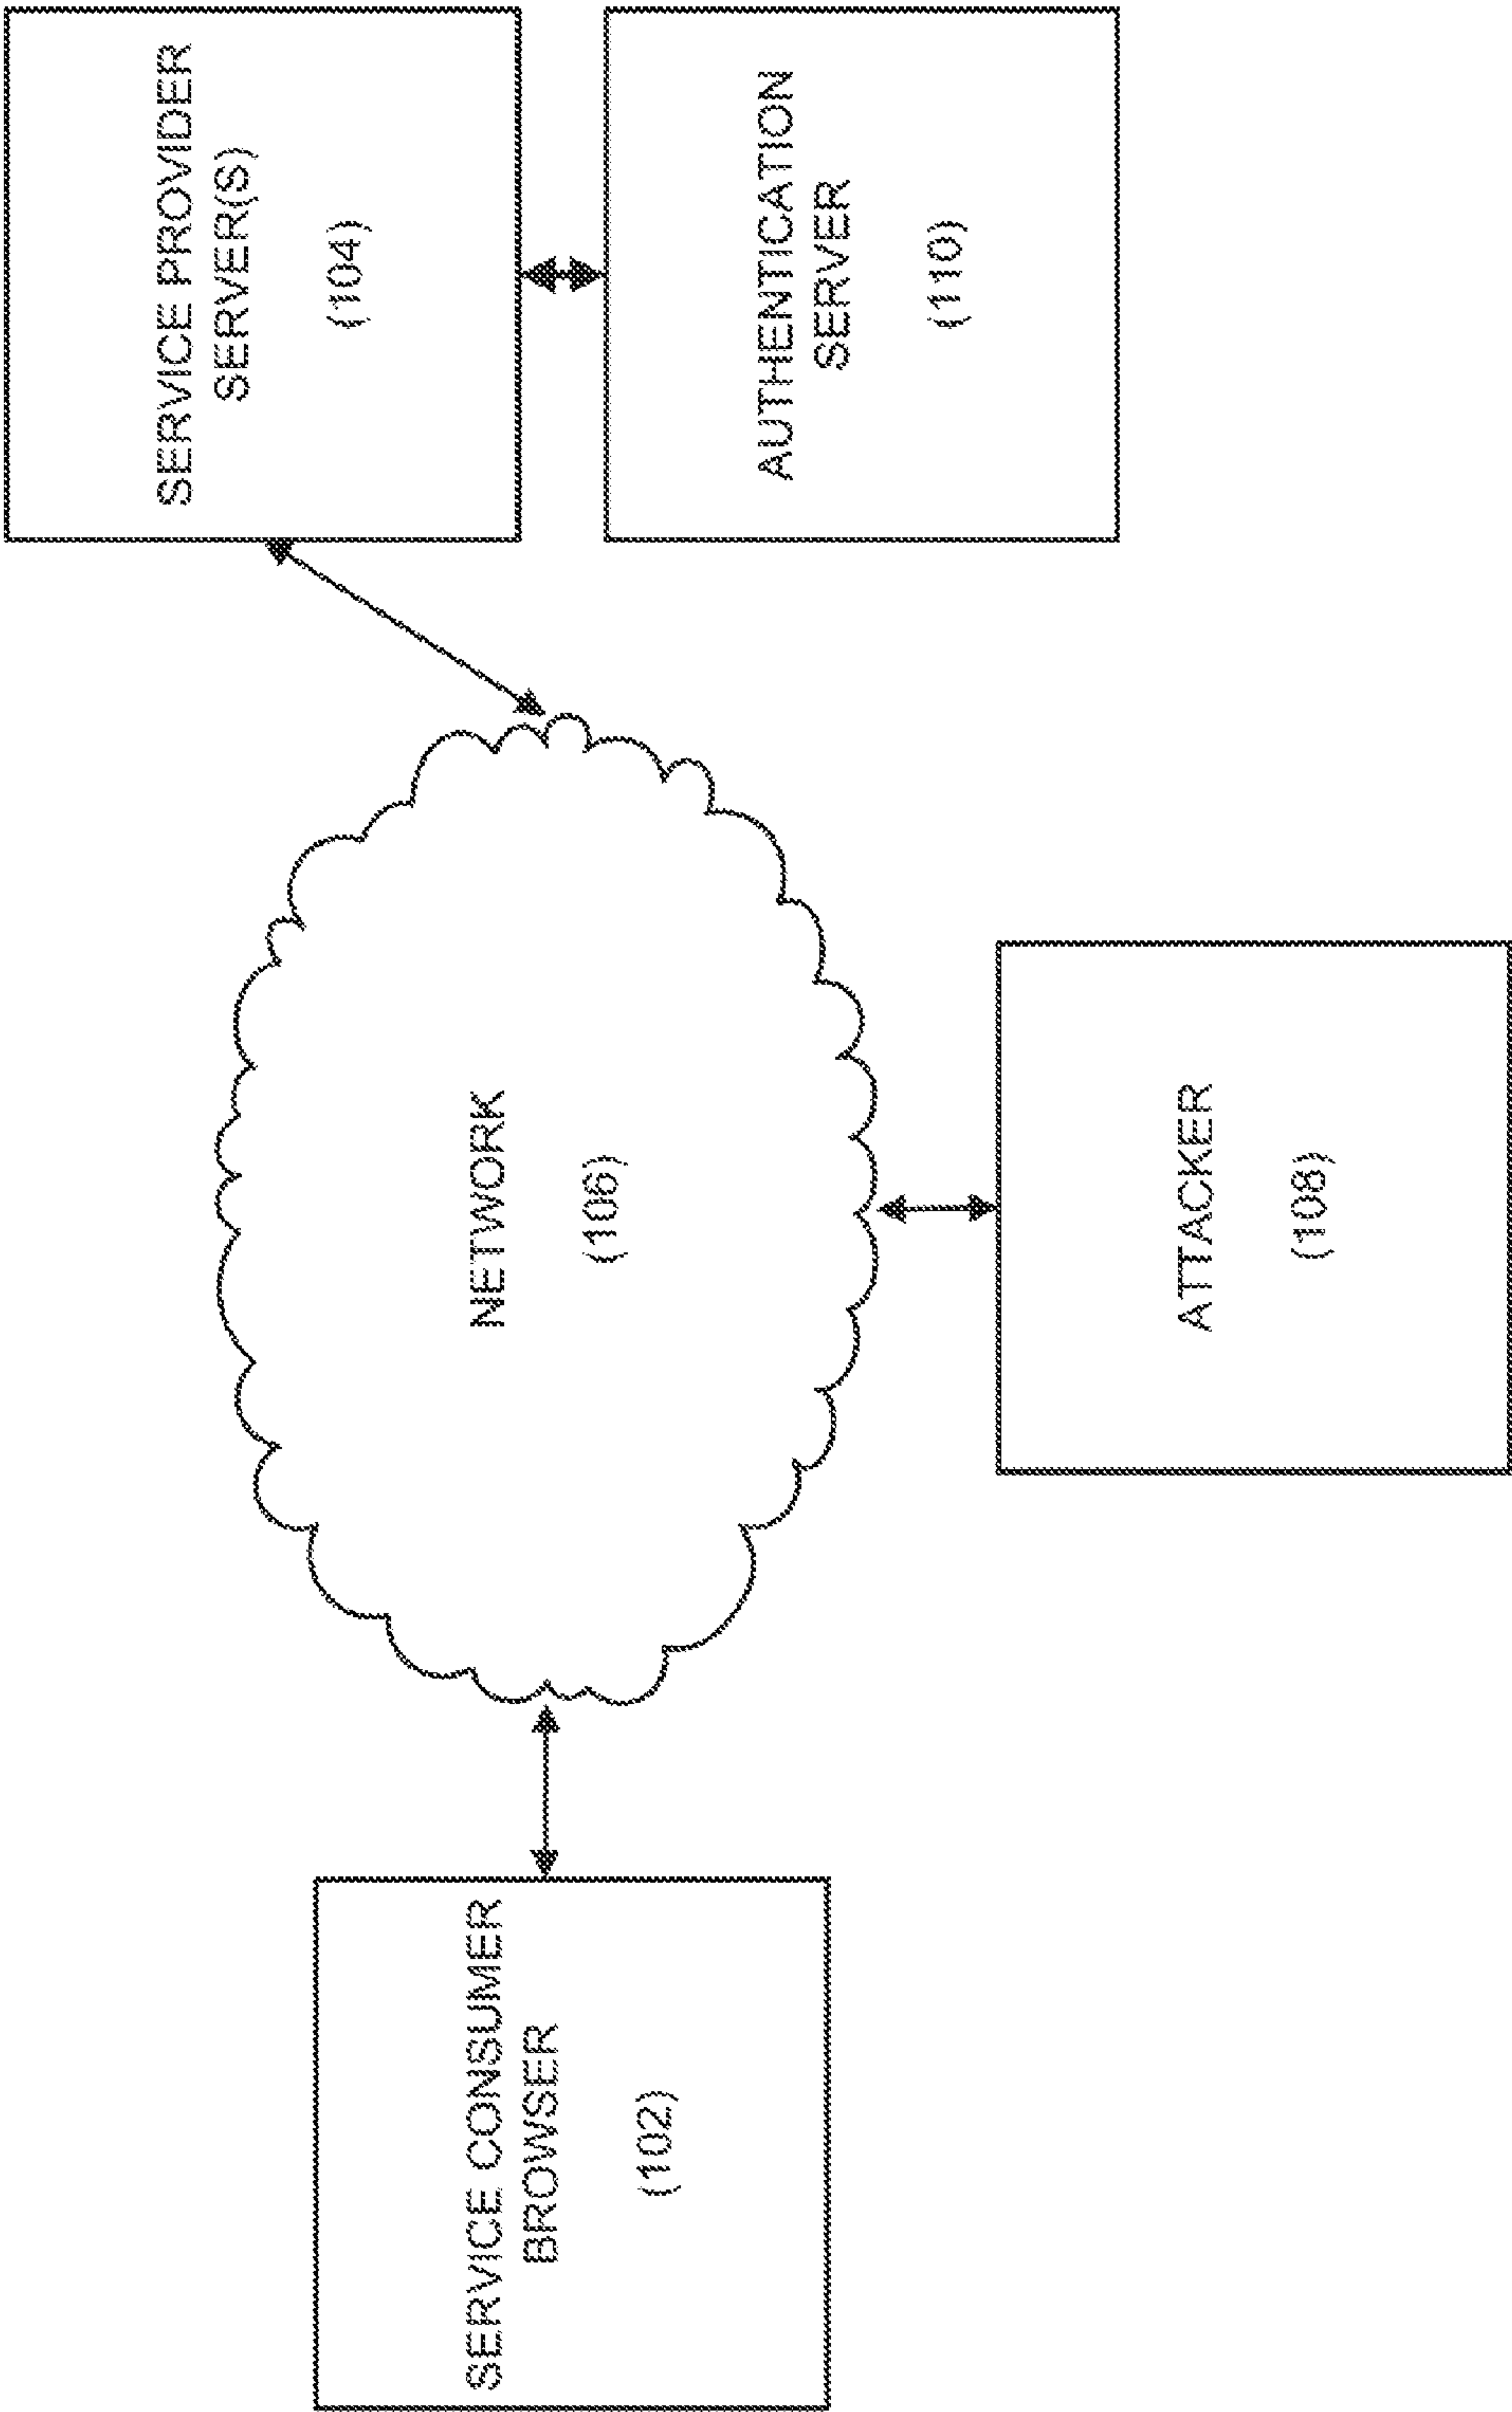 SERVICE CONSUMER
BROWSER
(102)
NETWORK
(106)
ATTACKER
(108)
SERVICE PROVIDER
SERVER(S)
(104)
AUTHENTICATION
SERVER
(110)